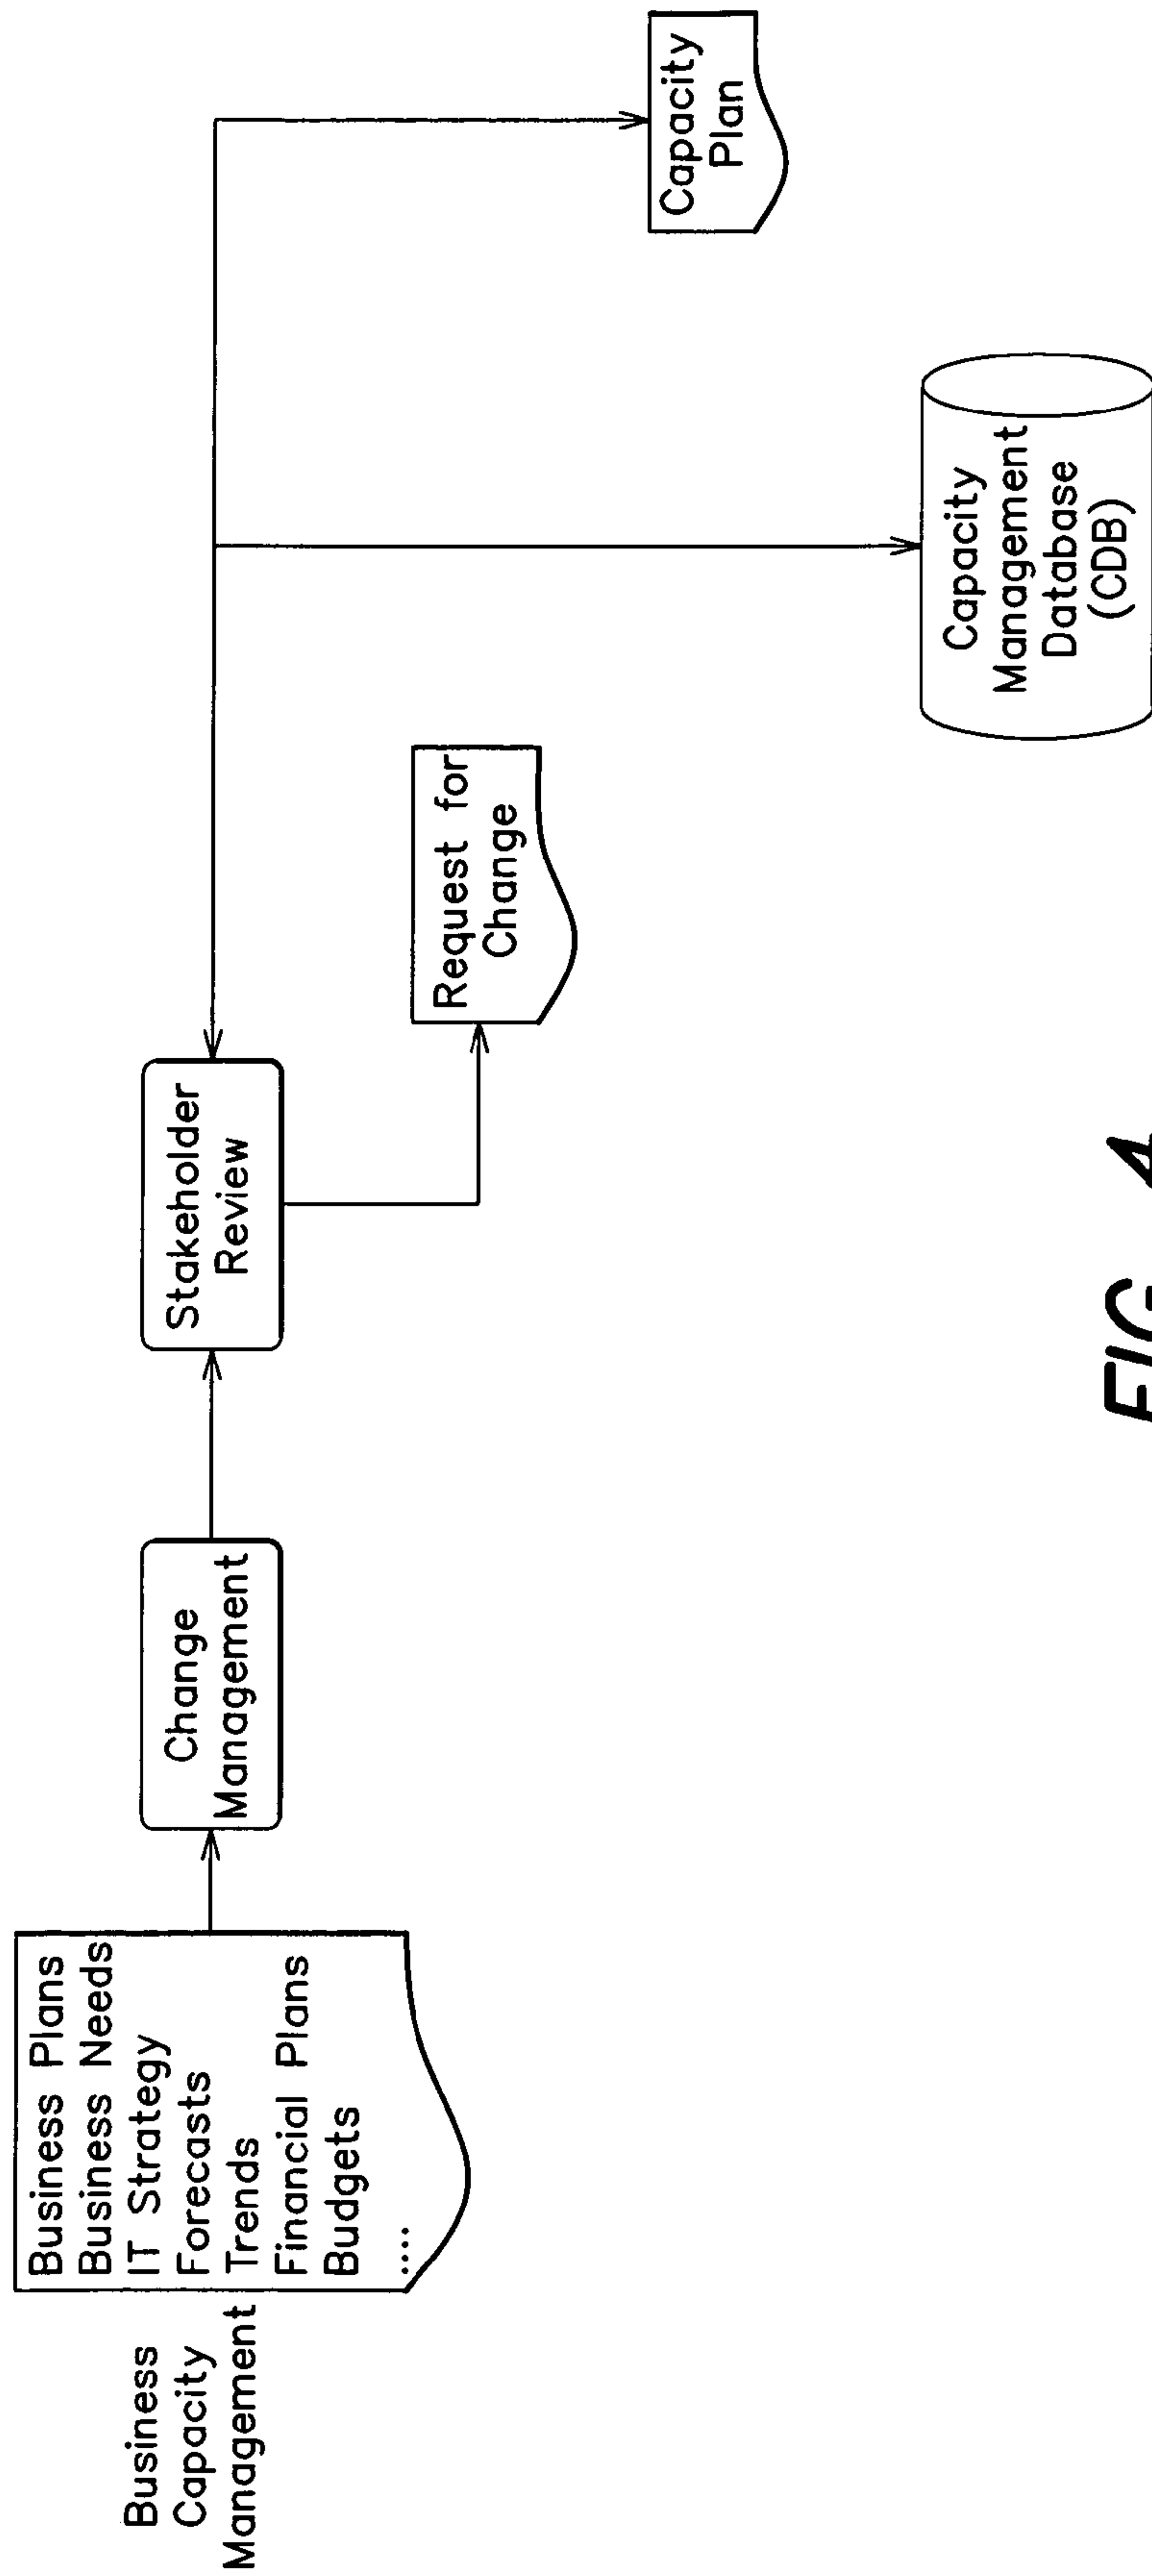 Business
Capacity
Management
Business Plans
Business Needs
IT Strategy
Forecasts
Trends
Financial Plans
Budgets
....
Change
Management
Stakeholder
Review
Request for
Change
Capacity
Management
Database
(CDB)
Capacity
Plan
FIG. 4